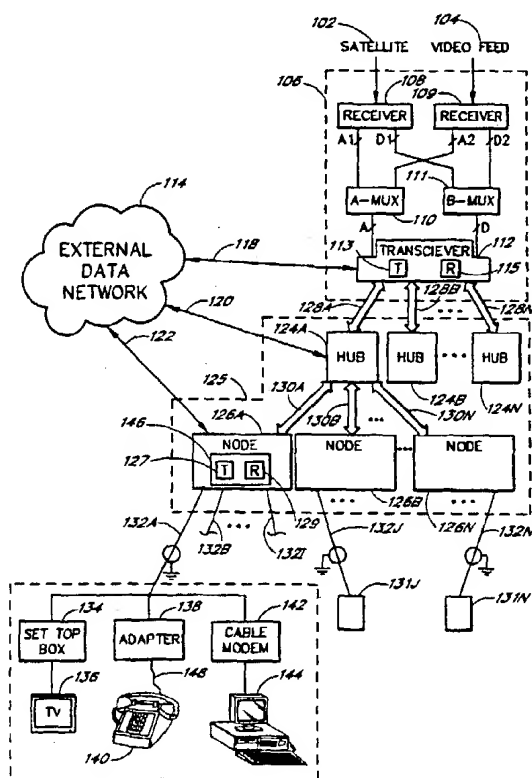 102
104
SATELLITE
VIDEO FEED
106
108
109
RECEIVER
RECEIVER
A1
D1
A2
D2
111
A-MUX
B-MUX
114
A
110
D
112
TRANSCIEVER
118
113
T
R
115
EXTERNAL
DATA
NETWORK
128A
128B
128N
120
124A
122
HUB
HUB
HUB
125
130A
124B
124N
126A
130B
130N
146
NODE
NODE
NODE
127
T
R
132A
129
126B
126N
132B
132I
132J
132N
134
138
142
131J
131N
SET TOP
BOX
ADAPTER
CABLE
MODEM
136
148
144
TV
140